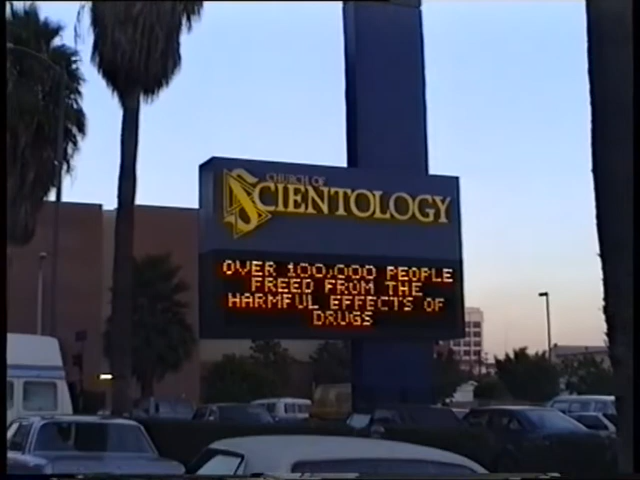 CHURCH OF
SCIENTOLOGY
OVER 100,000 PEOPLE
FREED FROM THE
HARMFUL EFFECTS OF
DRUGS